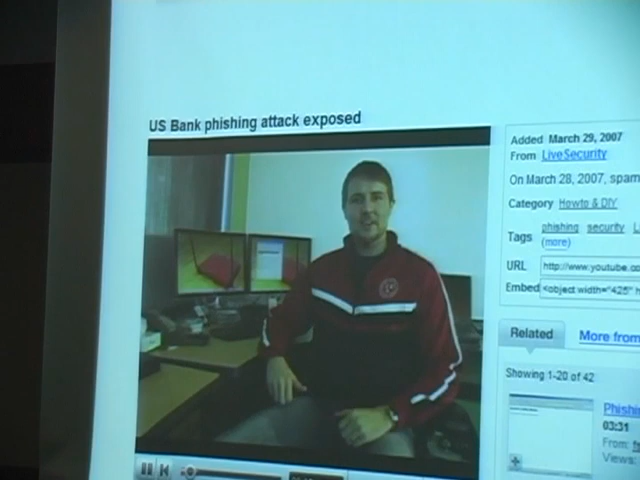 US Bank phishing attack exposed
Added March 29, 2007
From LiveSecurity
On March 28, 2007, spam
Category Howto & DIY
Tags phishing security
(more)
URL http://www.youtube.co
Embed <object width="425" h
Related More from
Showing 1-20 of 42
Phishi
03:31
From:
Views: